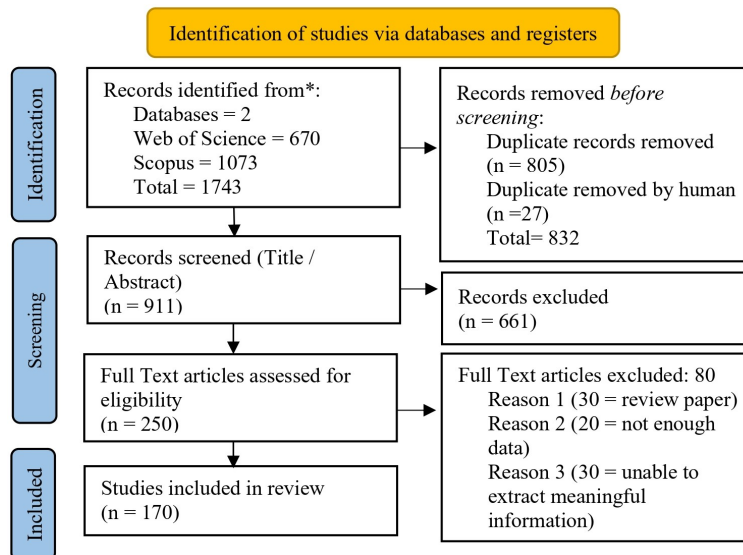 Identification of studies via databases and registers
Identification
Records identified from*:
Databases = 2
Web of Science = 670
Scopus = 1073
Total = 1743
Records removed before
screening:
Duplicate records removed
(n = 805)
Duplicate removed by human
(n =27)
Total= 832
Screening
Records screened (Title /
Abstract)
(n = 911)
Records excluded
(n = 661)
Full Text articles assessed for
eligibility
(n = 250)
Full Text articles excluded: 80
Reason 1 (30 = review paper)
Reason 2 (20 = not enough
data)
Reason 3 (30 = unable to
extract meaningful
information)
Included
Studies included in review
(n = 170)